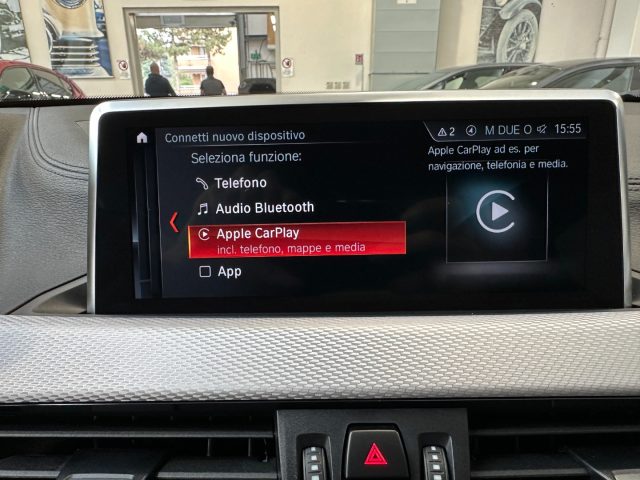 Connetti nuovo dispositivo
2 M DUE O 15:55
Seleziona funzione:
Telefono
Audio Bluetooth
Apple CarPlay
incl. telefono, mappe e media
App
Apple CarPlay ad es. per
navigazione, telefonia e media.